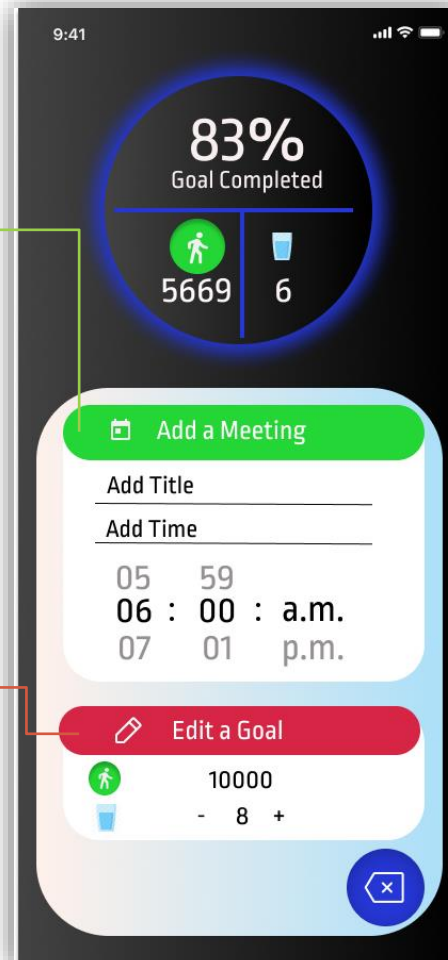 9:41
83%
Goal Completed
5669 6
Add a Meeting
Add Title
Add Time
05 59
06 : 00 : a.m.
07 01 p.m.
Edit a Goal
10000
- 8 +